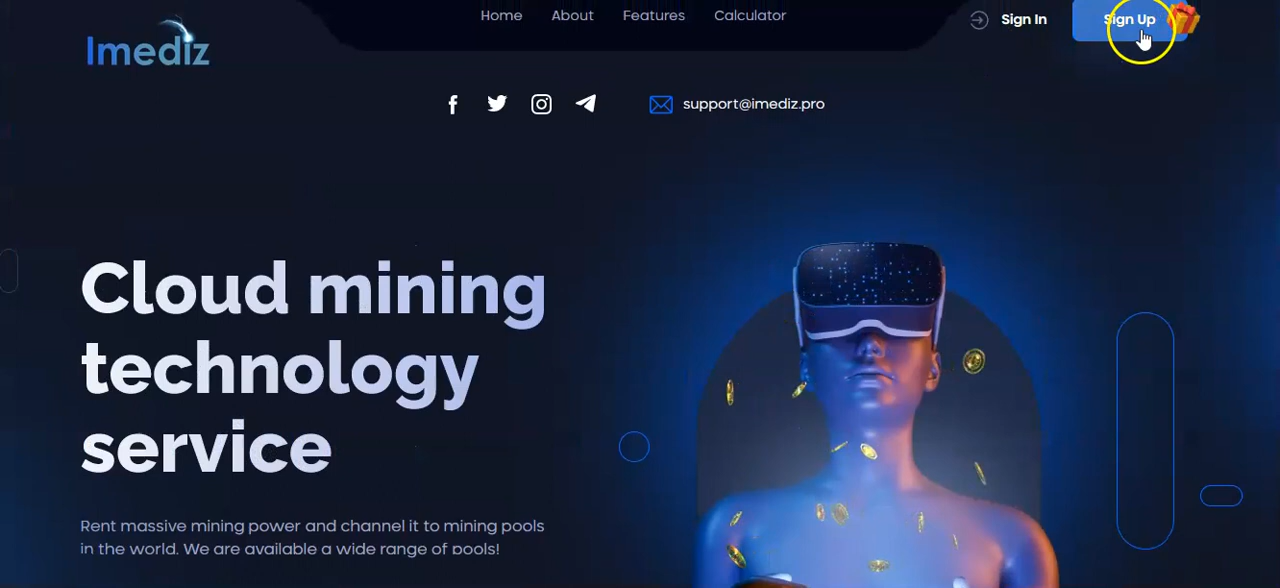 Home About Features Calculator
Sign In
Sign Up
Imediz
support@imediz.pro
Cloud mining
technology
service
Rent massive mining power and channel it to mining pools
in the world. We are available a wide range of pools!